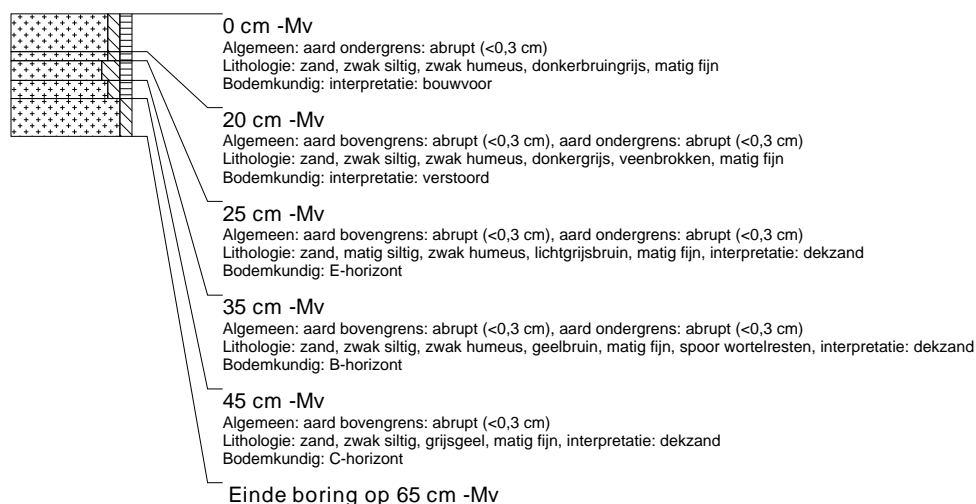 0 cm -Mv
Algemeen: aard ondergrens: abrupt (<0,3 cm)
Lithologie: zand, zwak siltig, zwak humeus, donkerbruingrijs, matig fijn
Bodemkundig: interpretatie: bouwvoor
20 cm -Mv
Algemeen: aard bovengrens: abrupt (<0,3 cm), aard ondergrens: abrupt (<0,3 cm)
Lithologie: zand, zwak siltig, zwak humeus, donkergrijs, veenbrokken, matig fijn
Bodemkundig: interpretatie: verstoord
25 cm -Mv
Algemeen: aard bovengrens: abrupt (<0,3 cm), aard ondergrens: abrupt (<0,3 cm)
Lithologie: zand, matig siltig, zwak humeus, lichtgrijsbruin, matig fijn, interpretatie: dekzand
Bodemkundig: E-horizont
35 cm -Mv
Algemeen: aard bovengrens: abrupt (<0,3 cm), aard ondergrens: abrupt (<0,3 cm)
Lithologie: zand, zwak siltig, zwak humeus, geelbruin, matig fijn, spoor wortelresten, interpretatie: dekzand
Bodemkundig: B-horizont
45 cm -Mv
Algemeen: aard bovengrens: abrupt (<0,3 cm)
Lithologie: zand, zwak siltig, grijsgeel, matig fijn, interpretatie: dekzand
Bodemkundig: C-horizont
Einde boring op 65 cm -Mv